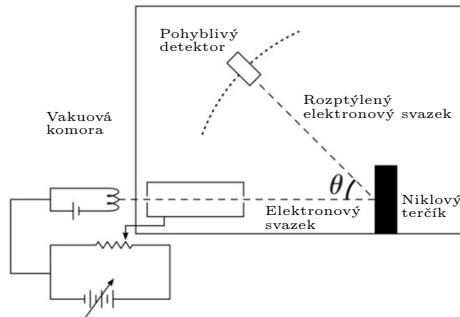 Pohyblivý
detektor
Rozptýlený
elektronový svazek
Vakuová
komora
θ
Elektronový
svazek
Niklový
terčík